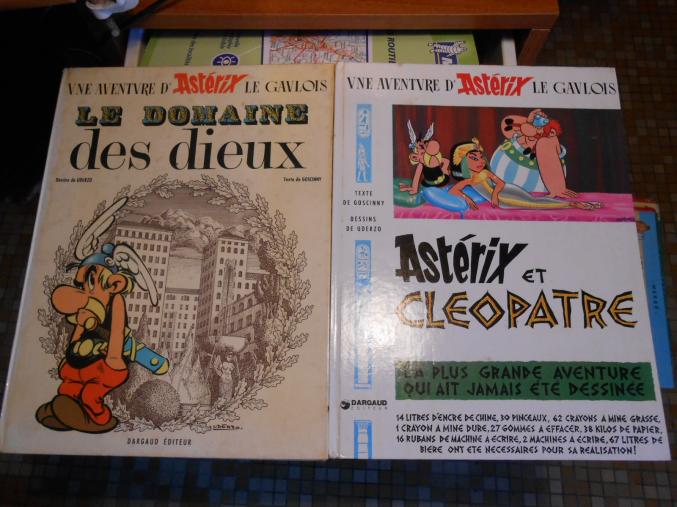 VNE AVENTVRE D'Astérix LE GAVLOIS
LE DOMAINE
des dieux
Dessins de UDERZO
Texte de GOSCINNY
UDERZO
DARGAUD ÉDITEUR
VNE AVENTVRE D'Astérix LE GAVLOIS
TEXTE
DE GOSCINNY
DESSINS
DE UDERZO
Astérix ET
CLEOPATRE
LA PLUS GRANDE AVENTURE
QUI AIT JAMAIS ÉTÉ DESSINÉE
DARGAUD
EDITEUR
14 LITRES D'ENCRE DE CHINE, 30 PINCEAUX, 62 CRAYONS A MINE GRASSE,
1 CRAYON A MINE DURE, 27 GOMMES A EFFACER, 38 KILOS DE PAPIER,
16 RUBANS DE MACHINE A ECRIRE, 2 MACHINES A ECRIRE, 67 LITRES DE
BIERE ONT ETE NECESSAIRES POUR SA REALISATION!